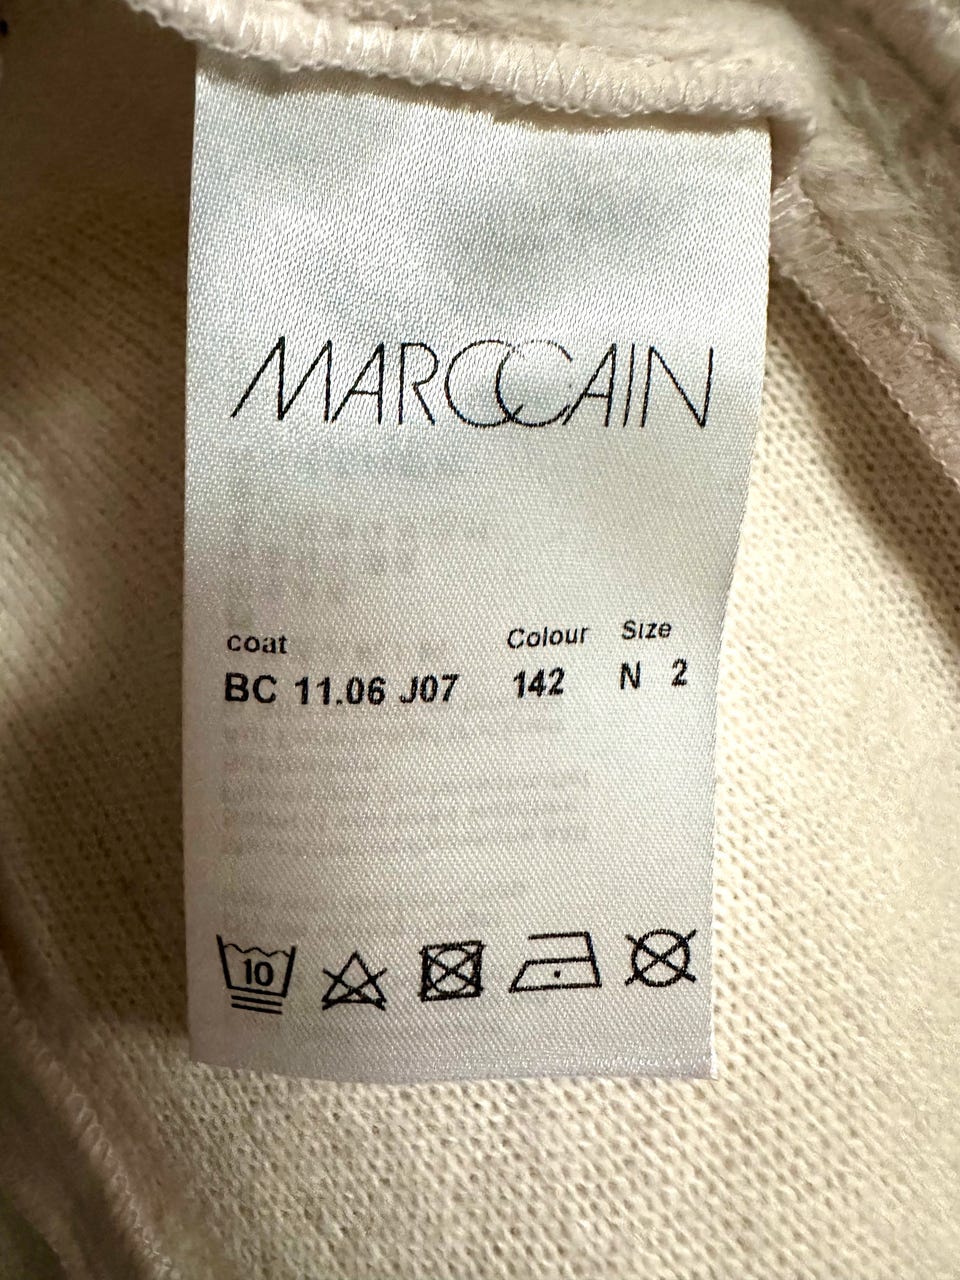 MARCCAIN
coat Colour Size
BC 11.06 J07 142 N 2
10